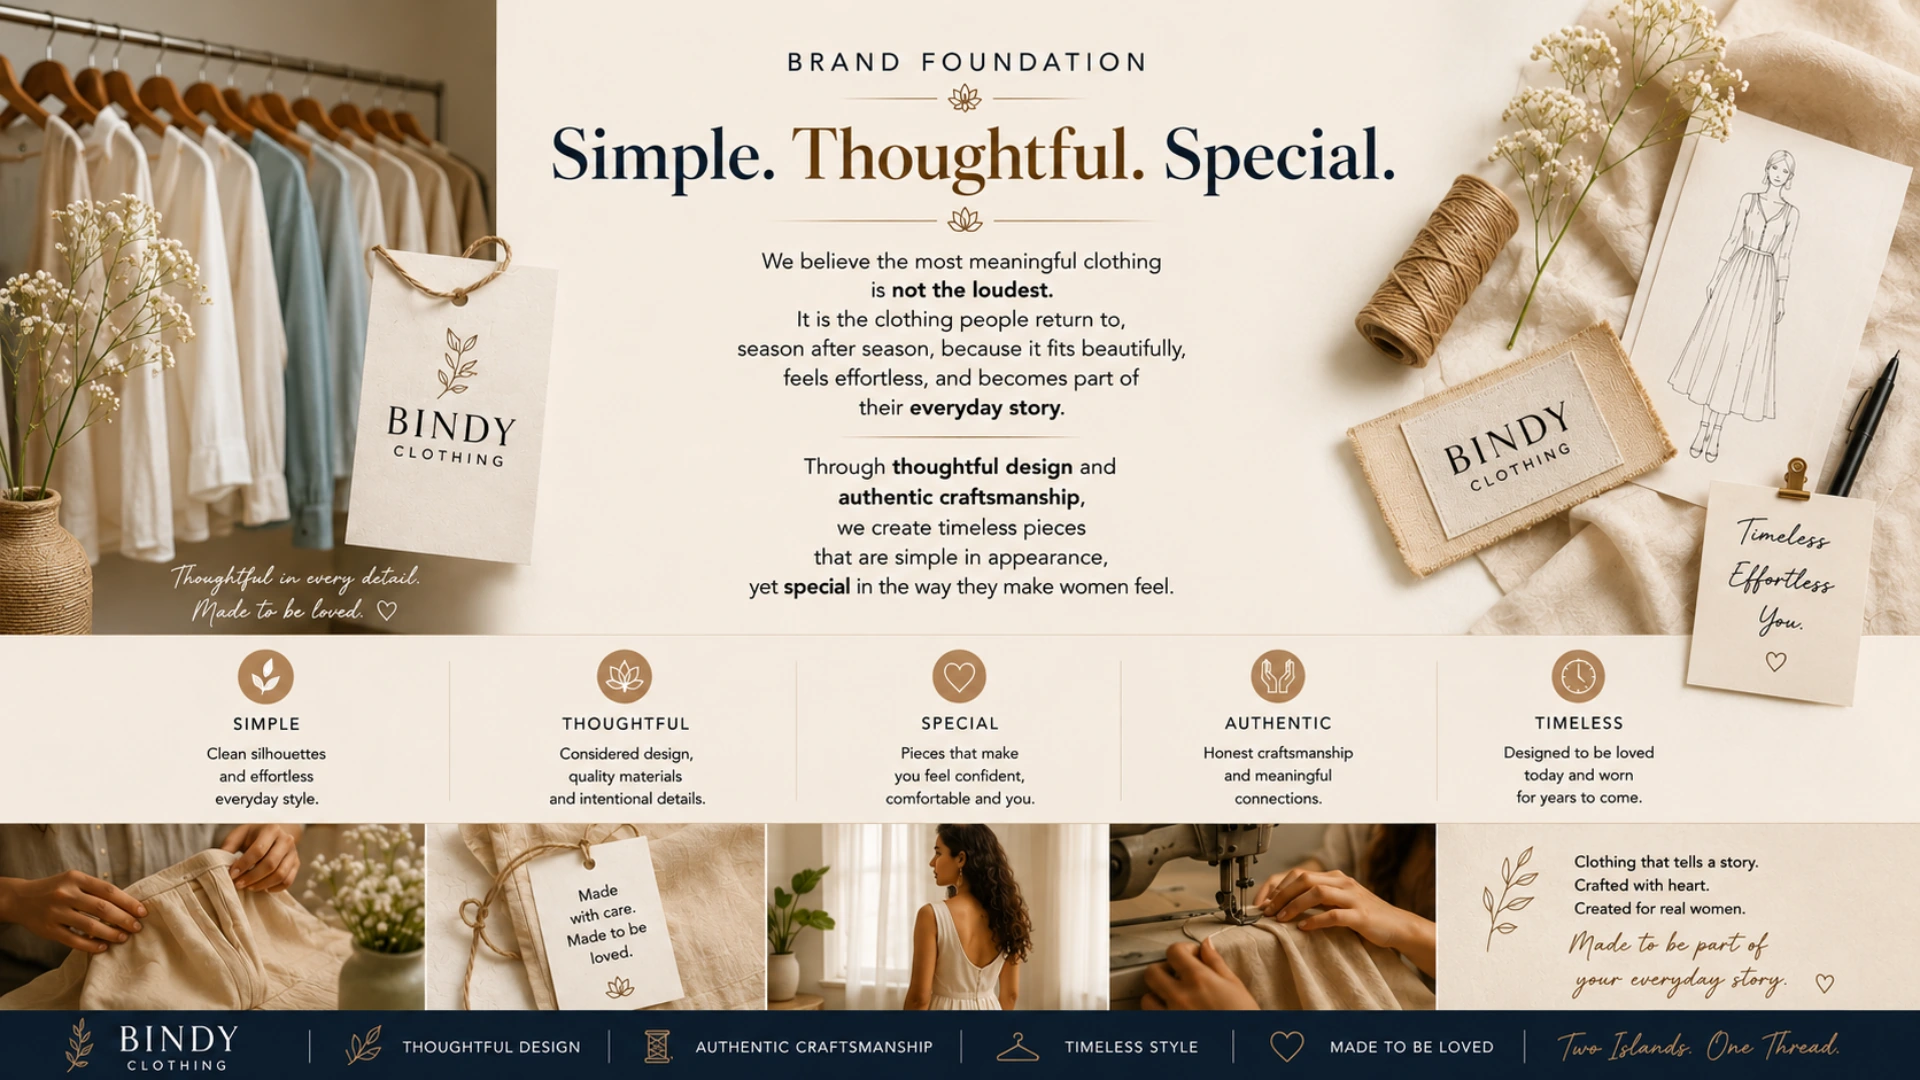 BRAND FOUNDATION
Simple. Thoughtful. Special.
We believe the most meaningful clothing
is not the loudest.
It is the clothing people return to,
season after season, because it fits beautifully,
feels effortless, and becomes part of
their everyday story.
Through thoughtful design and
authentic craftsmanship,
we create timeless pieces
that are simple in appearance,
yet special in the way they make women feel.
BINDY
CLOTHING
Thoughtful in every detail.
Made to be loved.
BINDY
CLOTHING
Timeless
Effortless
You.
SIMPLE
Clean silhouettes
and effortless
everyday style.
THOUGHTFUL
Considered design,
quality materials
and intentional details.
SPECIAL
Pieces that make
you feel confident,
comfortable and you.
AUTHENTIC
Honest craftsmanship
and meaningful
connections.
TIMELESS
Designed to be loved
today and worn
for years to come.
Made
with care.
Made to be
loved.
Clothing that tells a story.
Crafted with heart.
Created for real women.
Made to be part of
your everyday story.
BINDY
CLOTHING
THOUGHTFUL DESIGN
AUTHENTIC CRAFTSMANSHIP
TIMELESS STYLE
MADE TO BE LOVED
Two Islands. One Thread.